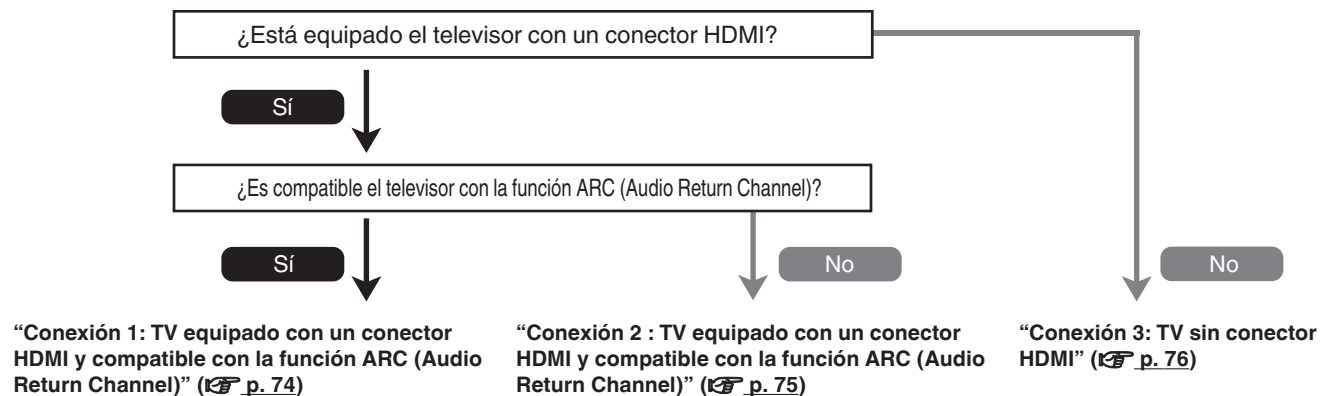 ¿Está equipado el televisor con un conector HDMI?
Sí
¿Es compatible el televisor con la función ARC (Audio Return Channel)?
Sí
No
No
“Conexión 1: TV equipado con un conector
HDMI y compatible con la función ARC (Audio
Return Channel)” (☞ p. 74)
“Conexión 2 : TV equipado con un conector
HDMI y compatible con la función ARC (Audio
Return Channel)” (☞ p. 75)
“Conexión 3: TV sin conector
HDMI” (☞ p. 76)